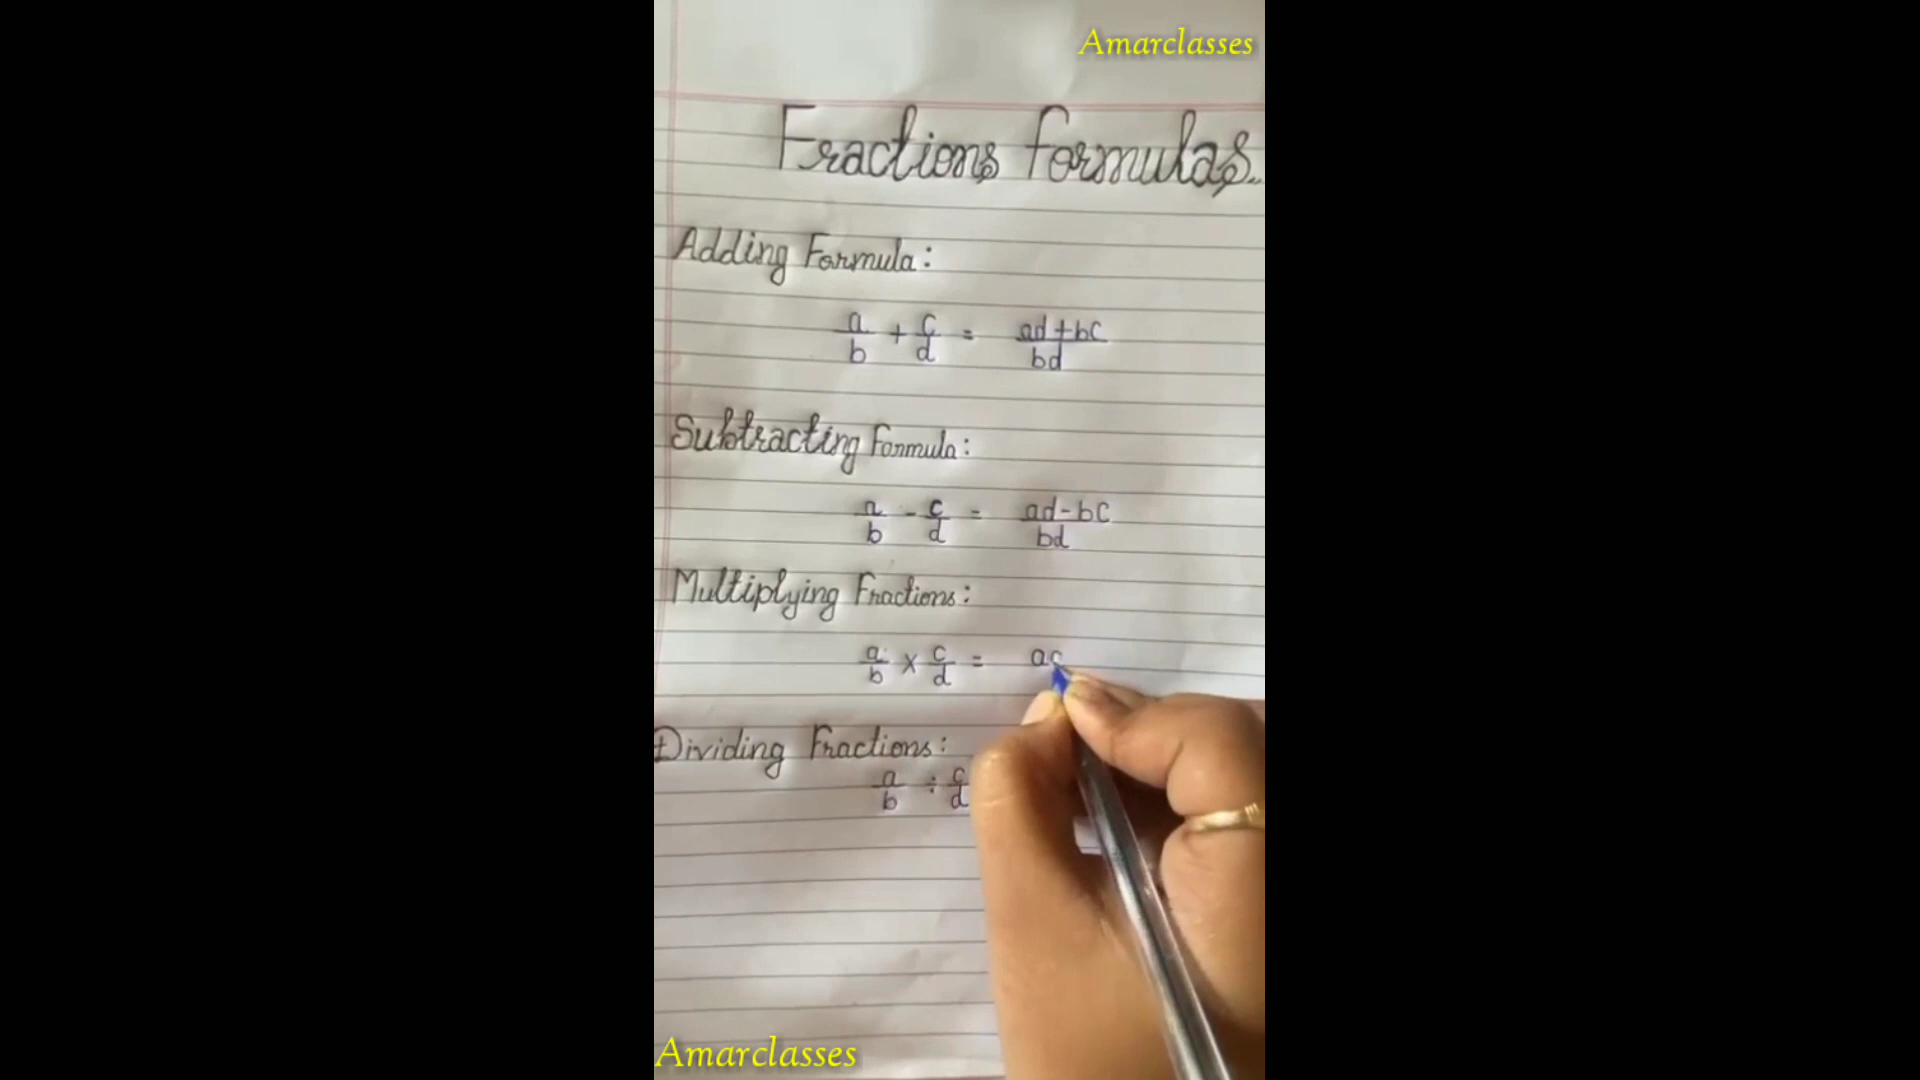 Amarclasses
Fractions formulas..
Adding Formula:
a/b + c/d = ad+bc/bd
Subtracting Formula:
a/b - c/d = ad-bc/bd
Multiplying Fractions:
a/b × c/d = ac
Dividing Fractions:
a/b ÷ c/d
Amarclasses